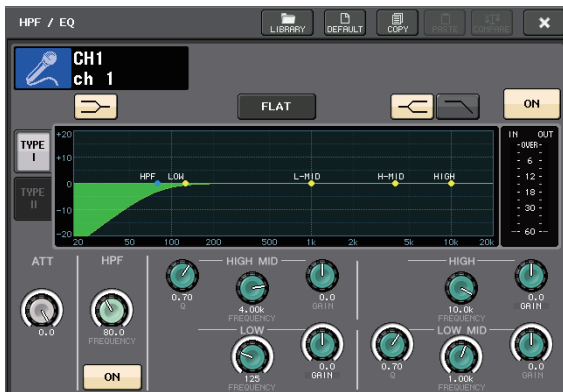 HPF / EQ
LIBRARY DEFAULT COPY PASTE COMPARE
CH1
ch 1
FLAT
ON
TYPE I
TYPE II
+20
+10
0
-10
-20
HPF LOW L-MID H-MID HIGH
20 50 100 200 500 1k 2k 5k 10k 20k
IN OUT
-OVER-
- 6 -
- 12 -
- 18 -
- 30 -
-- 60 --
ATT
0.0
HPF
80.0
FREQUENCY
ON
HIGH MID
0.70
Q
4.00k
FREQUENCY
0.0
GAIN
HIGH
10.0k
FREQUENCY
0.0
GAIN
LOW
125
FREQUENCY
0.0
GAIN
LOW MID
0.70
Q
1.00k
FREQUENCY
0.0
GAIN